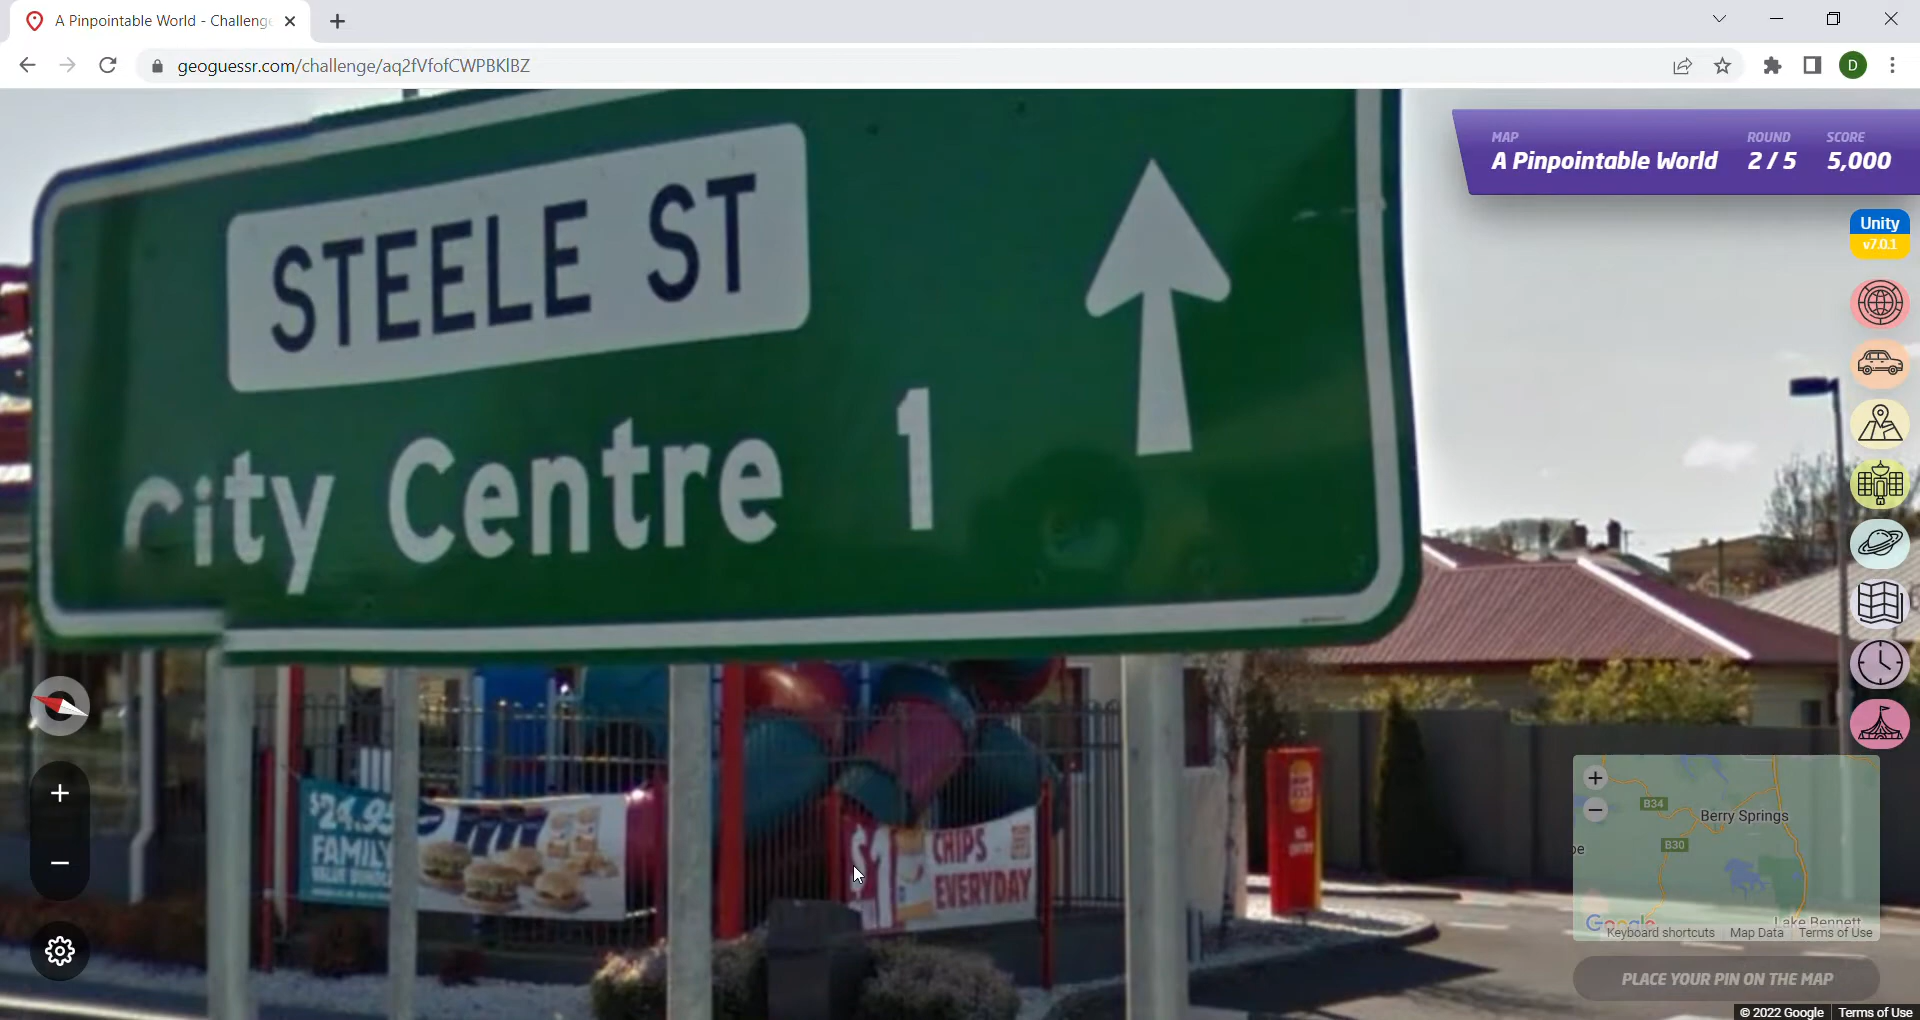 A Pinpointable World - Challenge
geoguessr.com/challenge/aq2fVfofCWPBKlBZ
D
MAP
A Pinpointable World
ROUND
2 / 5
SCORE
5,000
Unity
v7.0.1
STEELE ST
City Centre 1
$24.95
FAMILY
CHIPS
EVERYDAY
B34
Berry Springs
B30
Lake Bennett
Google
Keyboard shortcuts
Map Data
Terms of Use
PLACE YOUR PIN ON THE MAP
© 2022 Google
Terms of Use